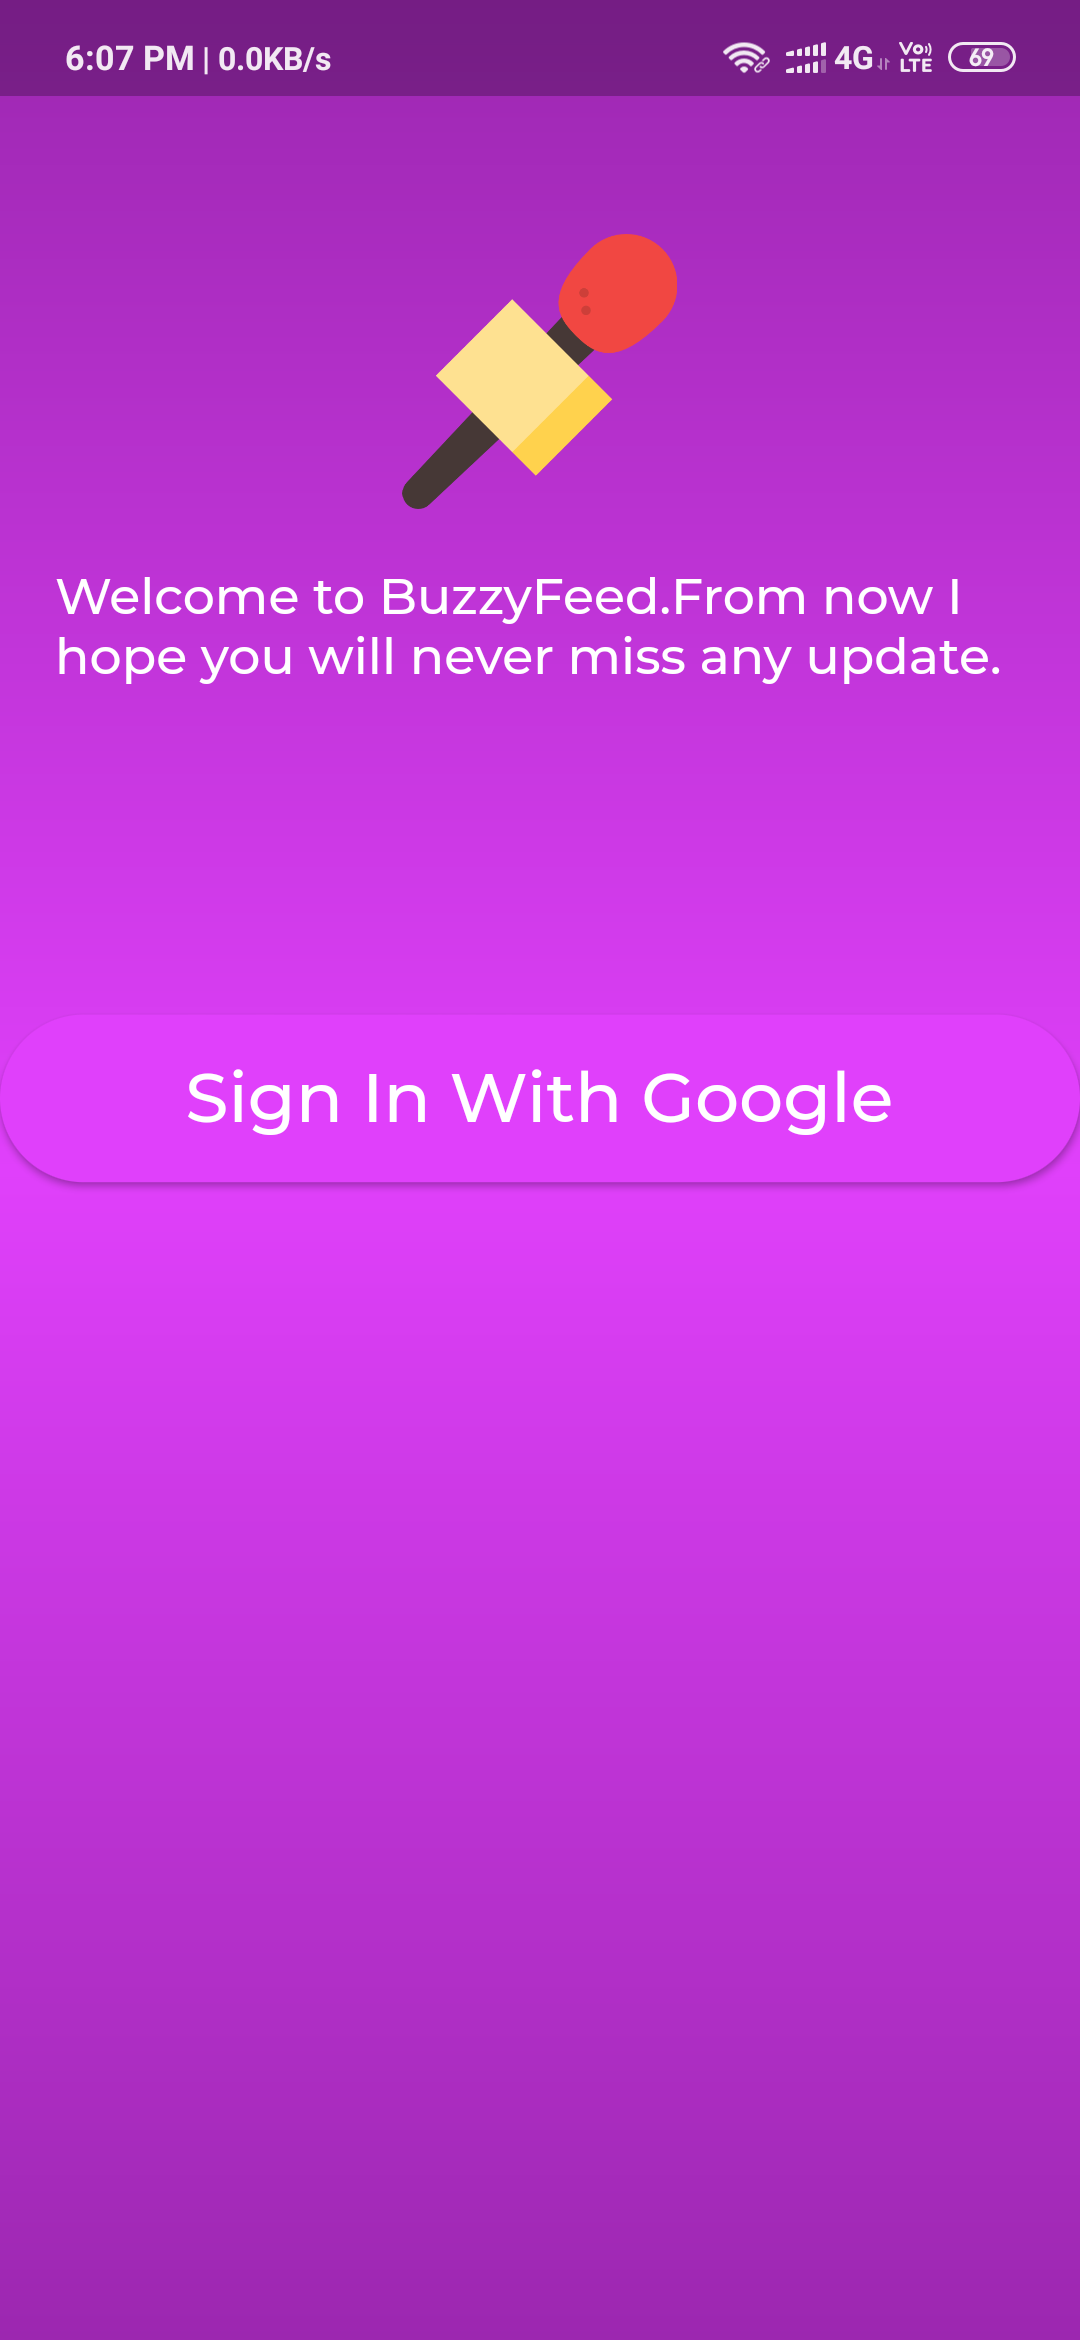 6:07 PM | 0.0KB/s 4G Vo LTE 69
Welcome to BuzzyFeed.From now I
hope you will never miss any update.
Sign In With Google